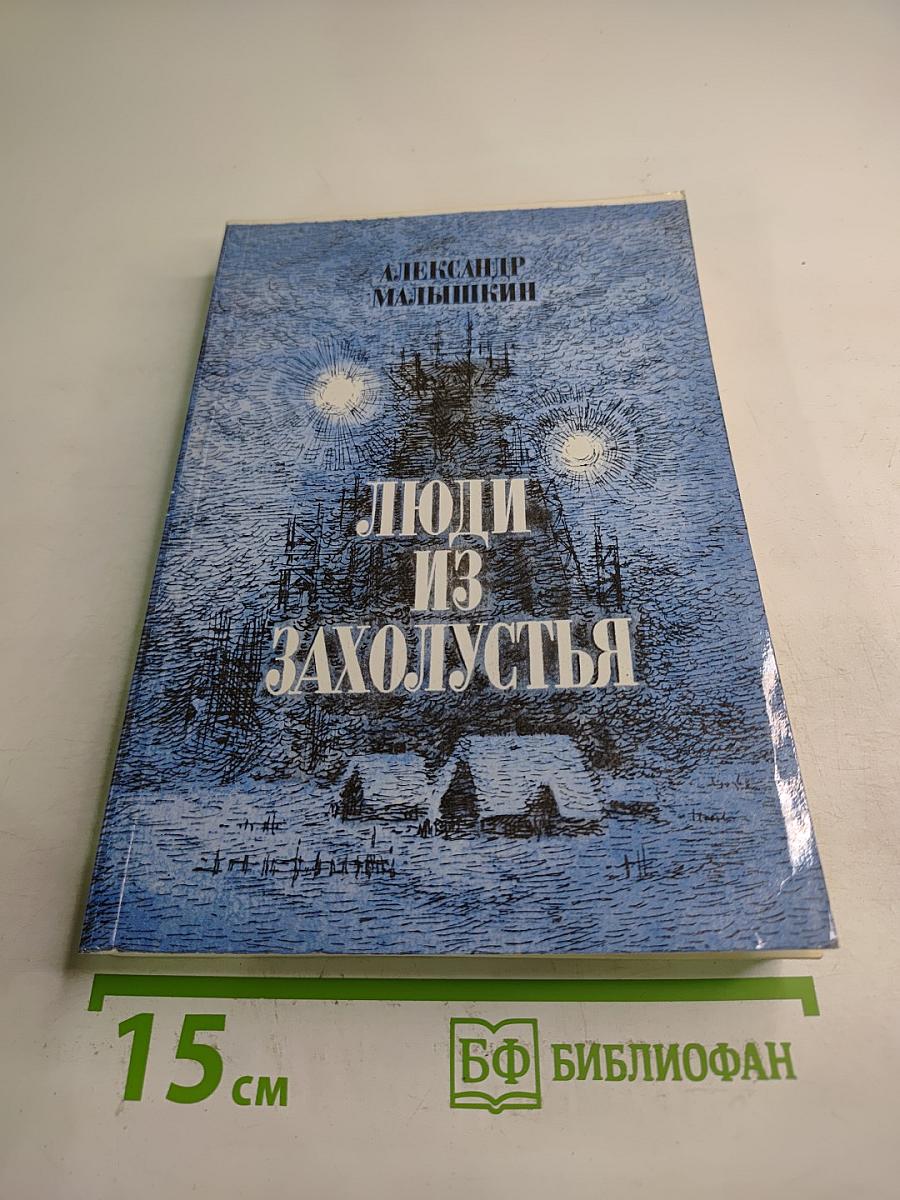 АЛЕКСАНДР
МАЛЫШКИН
ЛЮДИ
ИЗ
ЗАХОЛУСТЬЯ
15 см
БФ БИБЛИОФАН